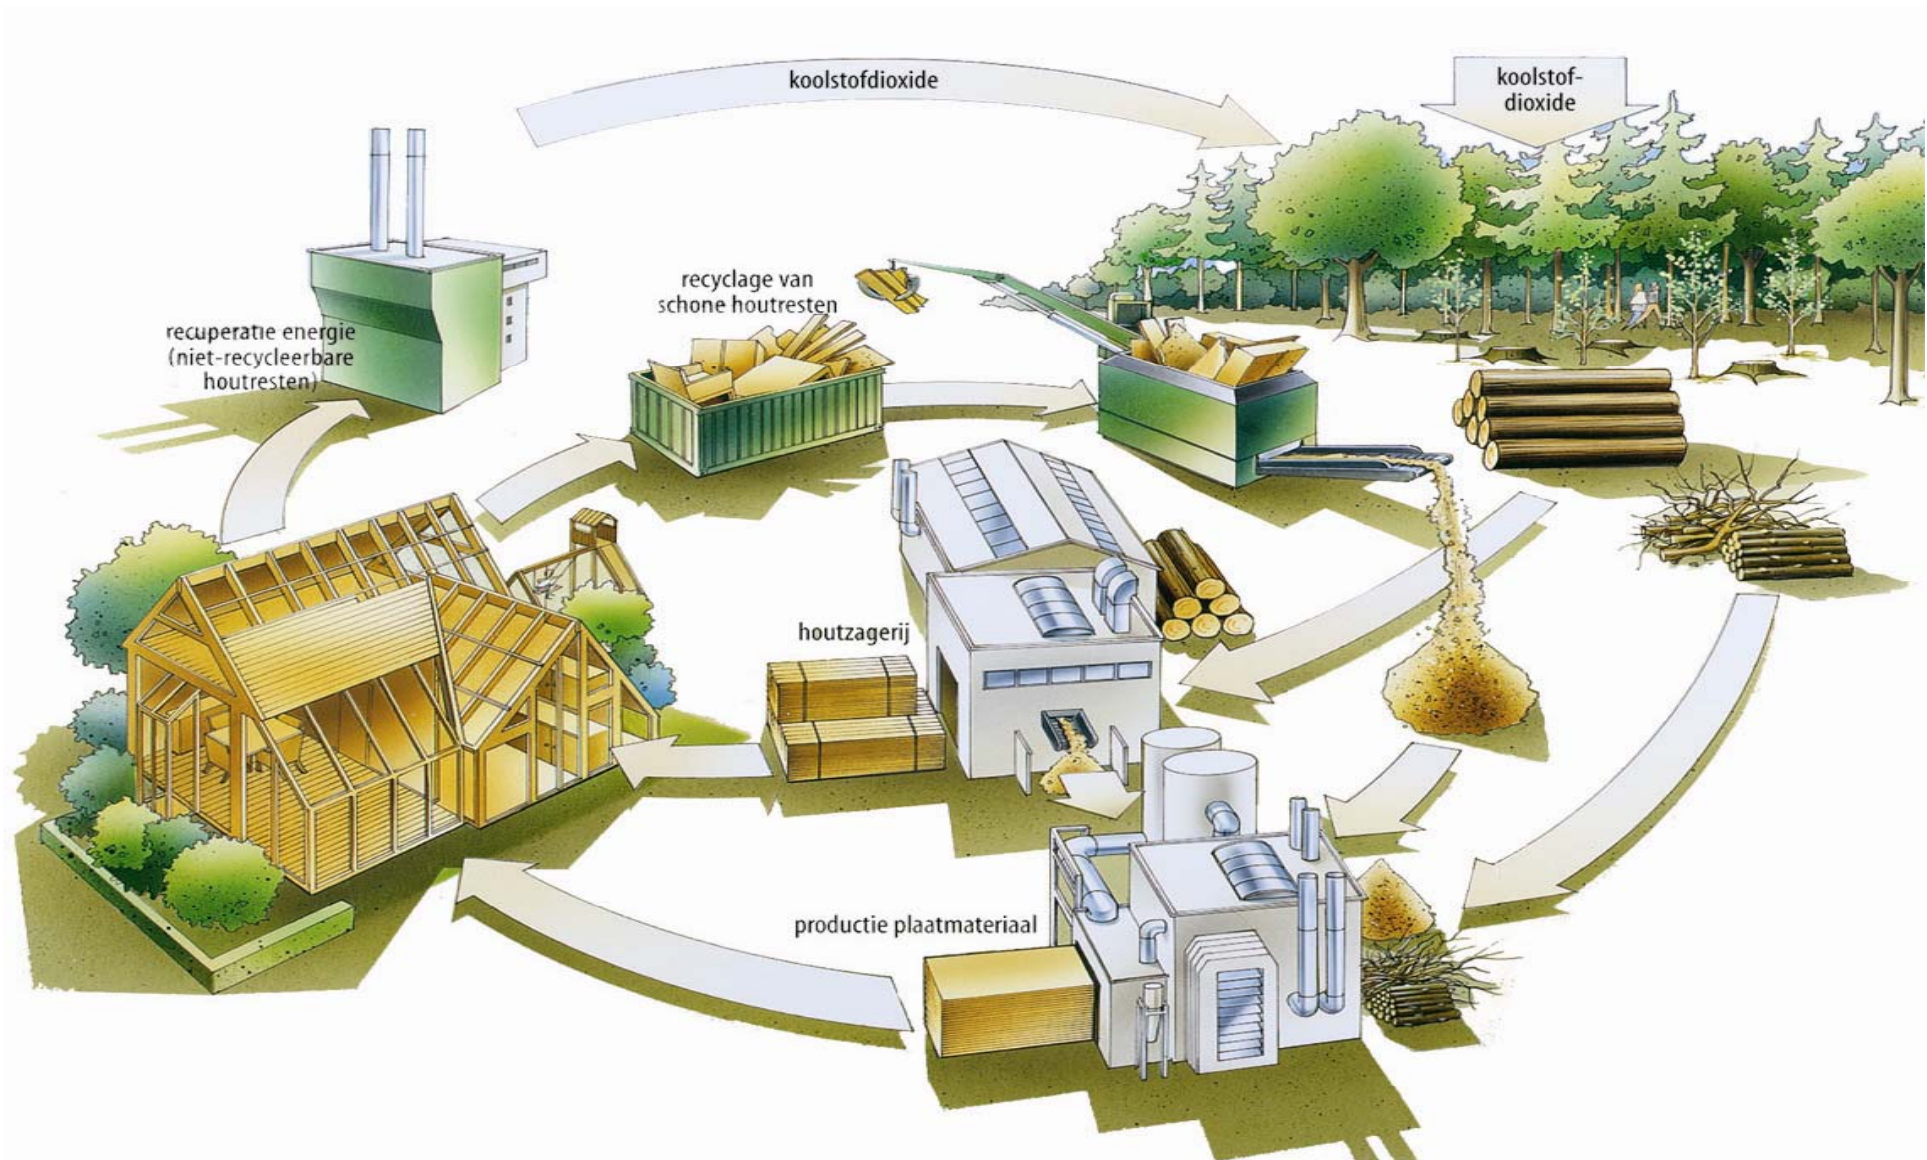 koolstofdioxide
koolstof-
dioxide
recyclage van
schone houtresten
recuperatie energie
(niet-recycleerbare
houtresten)
houtzagerij
productie plaatmateriaal